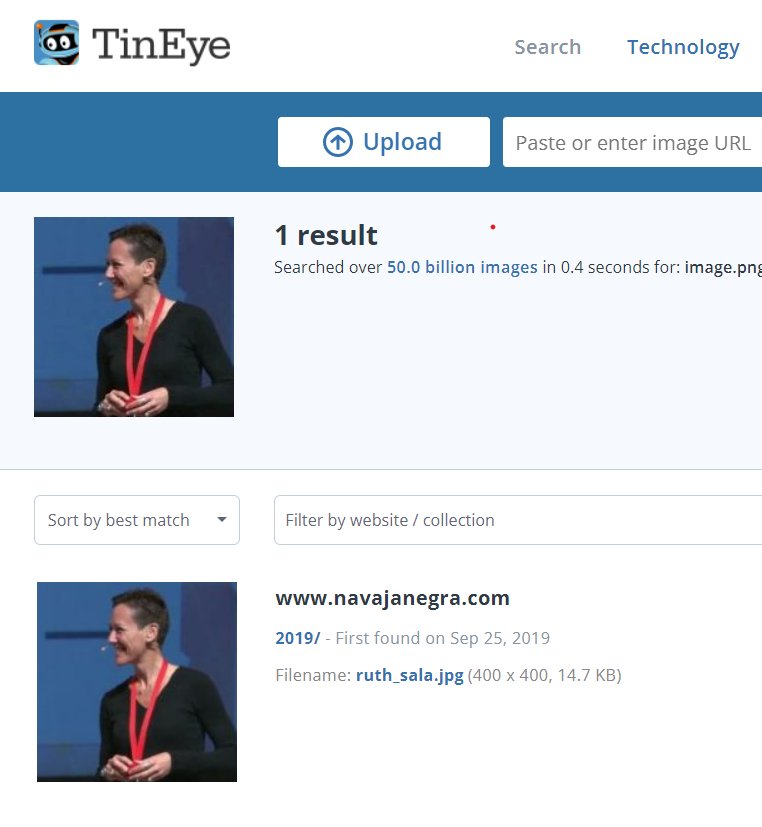 TinEye
Search Technology
Upload Paste or enter image URL
1 result
Searched over 50.0 billion images in 0.4 seconds for: image.png
Sort by best match Filter by website / collection
www.navajanegra.com
2019/ - First found on Sep 25, 2019
Filename: ruth_sala.jpg (400 x 400, 14.7 KB)